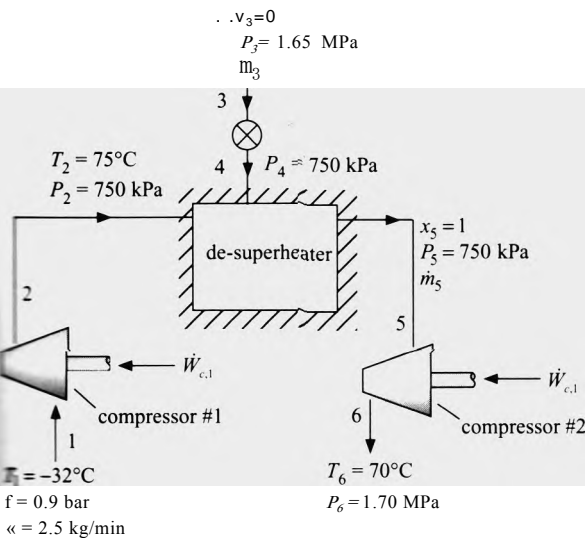 . .v₃=0
P₃= 1.65 MPa
m₃
3
T₂ = 75°C
P₂ = 750 kPa
4
P₄ = 750 kPa
de-superheater
x₅ = 1
P₅ = 750 kPa
ṁ₅
2
5
Ẇc,1
compressor #1
1
Ẇc,1
compressor #2
6
= -32°C
f = 0.9 bar
« = 2.5 kg/min
T₆ = 70°C
P₆ = 1.70 MPa